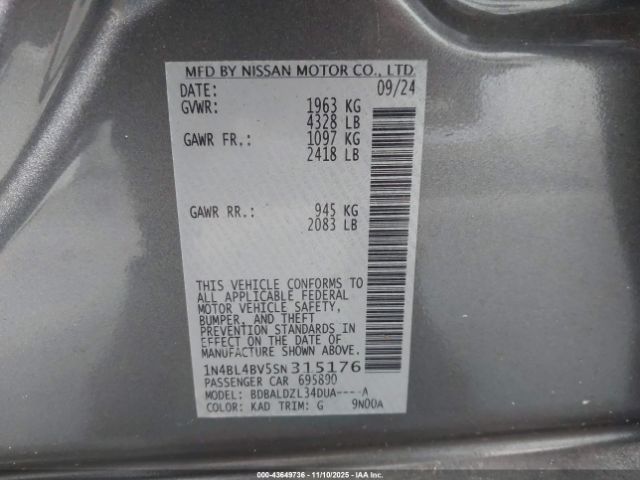 MFD BY NISSAN MOTOR CO., LTD.
DATE: 09/24
GVWR: 1963 KG
4328 LB
GAWR FR.: 1097 KG
2418 LB
GAWR RR.: 945 KG
2083 LB
THIS VEHICLE CONFORMS TO
ALL APPLICABLE FEDERAL
MOTOR VEHICLE SAFETY,
BUMPER, AND THEFT
PREVENTION STANDARDS IN
EFFECT ON THE DATE OF
MANUFACTURE SHOWN ABOVE.
1N4BL4BV5SN315176
PASSENGER CAR 695890
MODEL: BDBALDZL34DUA----A
COLOR: KAD TRIM: G 9N00A
000-43649736 - 11/10/2025 - IAA Inc.